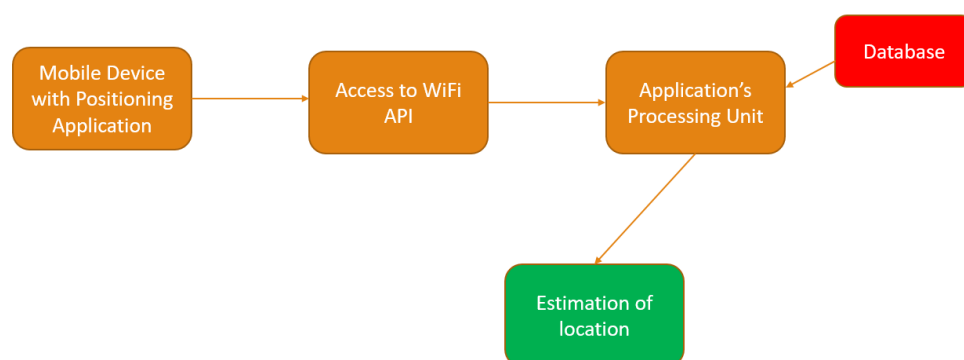 Mobile Device
with Positioning
Application
Access to WiFi
API
Application’s
Processing Unit
Database
Estimation of
location